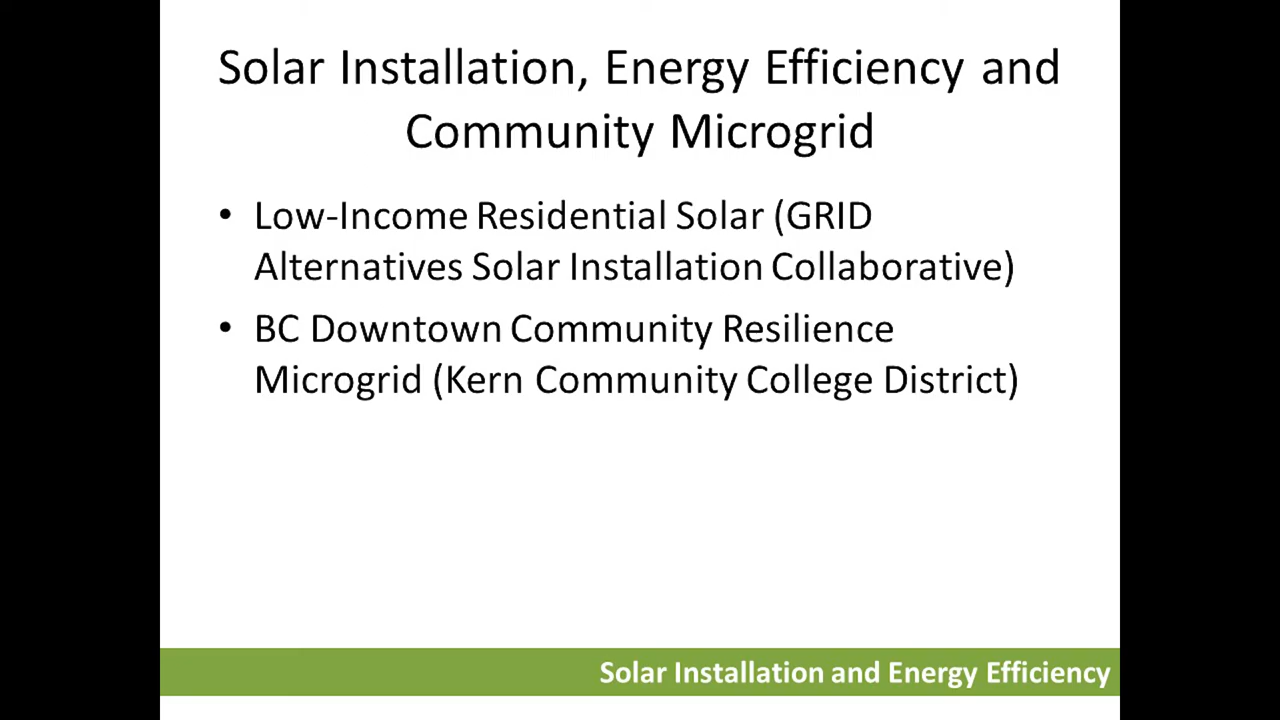 Solar Installation, Energy Efficiency and
Community Microgrid
• Low-Income Residential Solar (GRID
Alternatives Solar Installation Collaborative)
• BC Downtown Community Resilience
Microgrid (Kern Community College District)
Solar Installation and Energy Efficiency